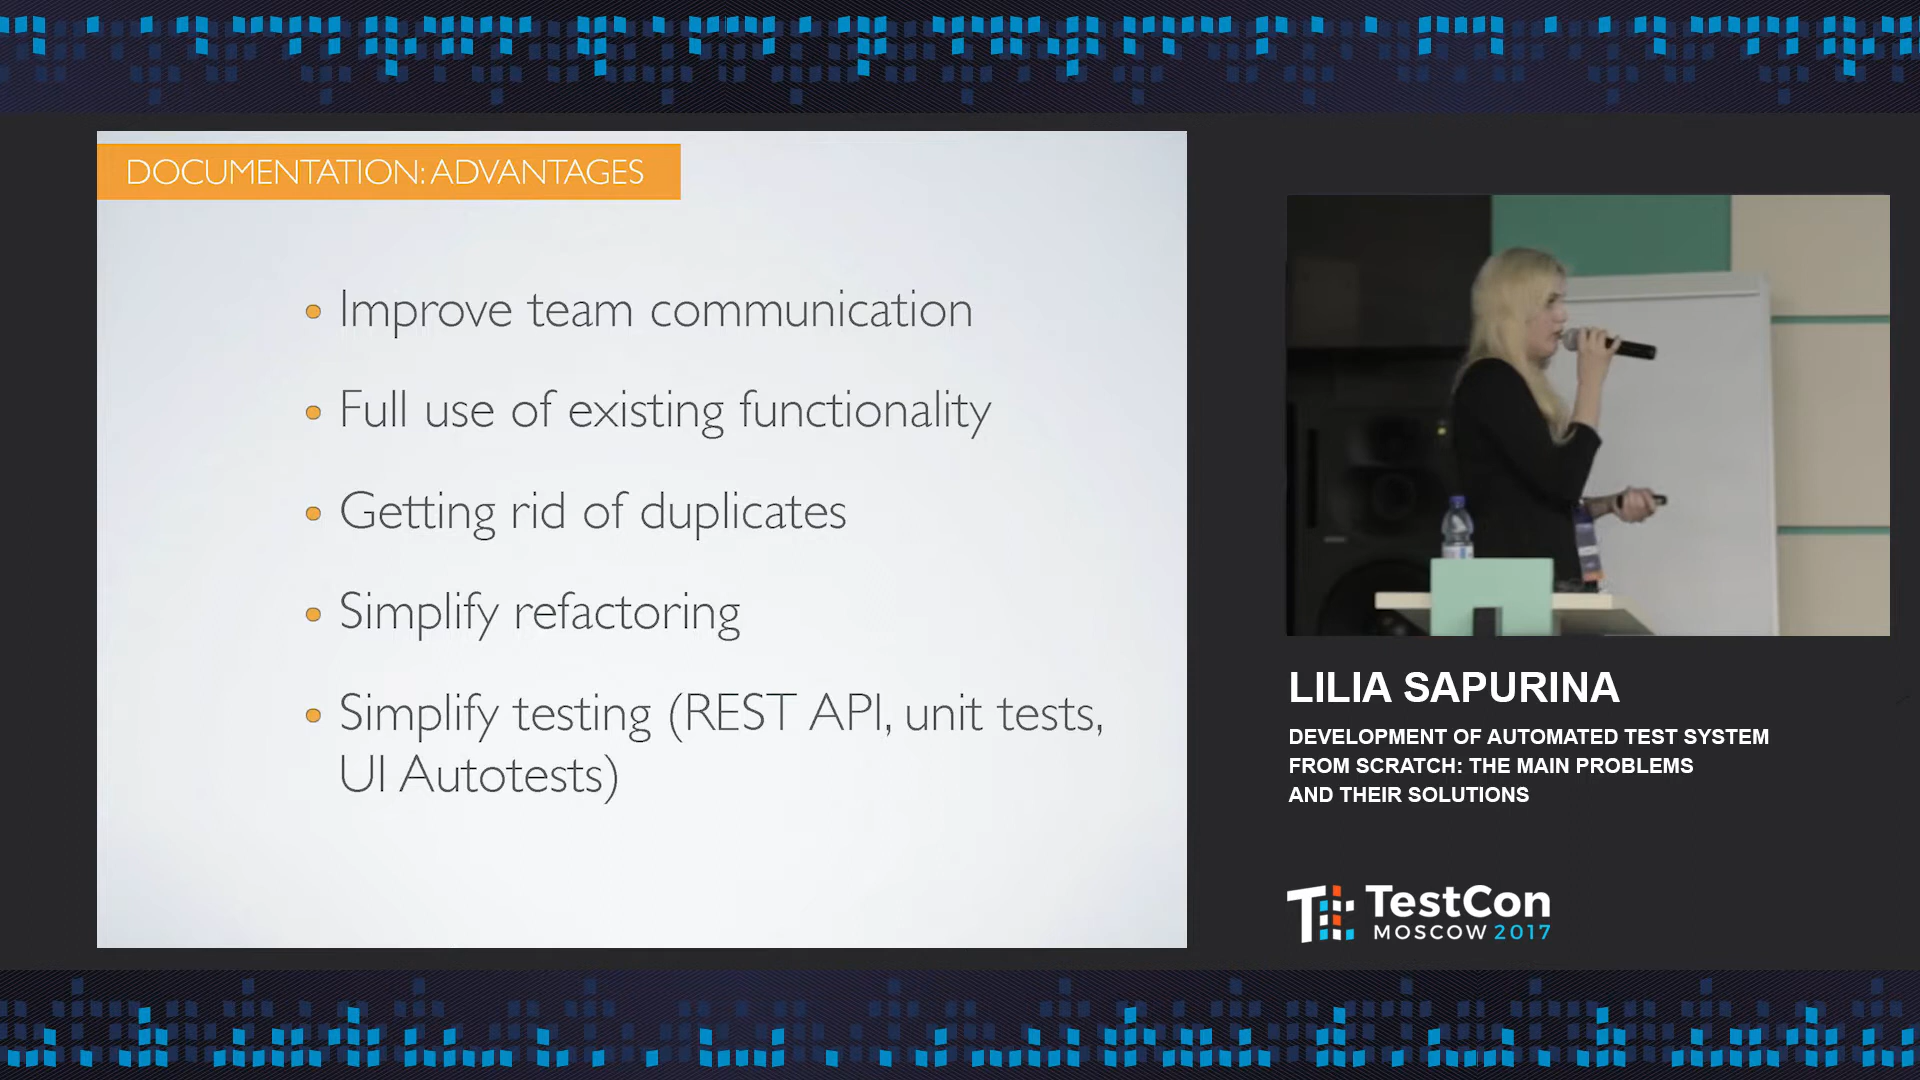 DOCUMENTATION: ADVANTAGES
Improve team communication
Full use of existing functionality
Getting rid of duplicates
Simplify refactoring
Simplify testing (REST API, unit tests,
UI Autotests)
LILIA SAPURINA
DEVELOPMENT OF AUTOMATED TEST SYSTEM
FROM SCRATCH: THE MAIN PROBLEMS
AND THEIR SOLUTIONS
TestCon
MOSCOW 2017